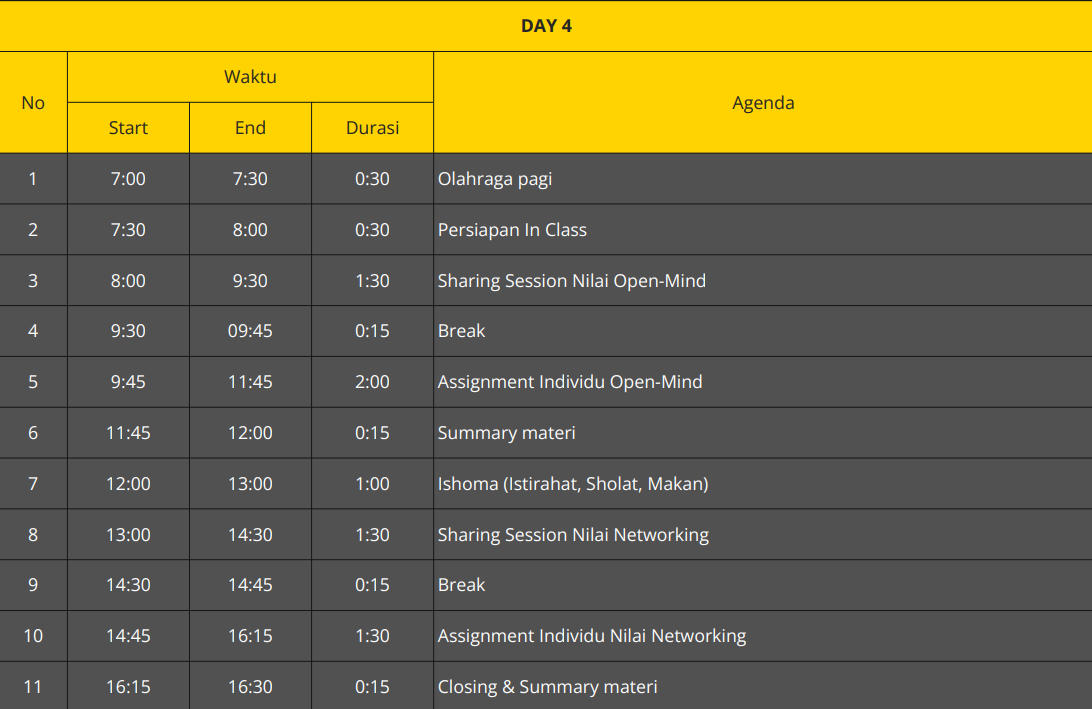 DAY 4
No Waktu Agenda
Start End Durasi
1 7:00 7:30 0:30 Olahraga pagi
2 7:30 8:00 0:30 Persiapan In Class
3 8:00 9:30 1:30 Sharing Session Nilai Open-Mind
4 9:30 09:45 0:15 Break
5 9:45 11:45 2:00 Assignment Individu Open-Mind
6 11:45 12:00 0:15 Summary materi
7 12:00 13:00 1:00 Ishoma (Istirahat, Sholat, Makan)
8 13:00 14:30 1:30 Sharing Session Nilai Networking
9 14:30 14:45 0:15 Break
10 14:45 16:15 1:30 Assignment Individu Nilai Networking
11 16:15 16:30 0:15 Closing & Summary materi